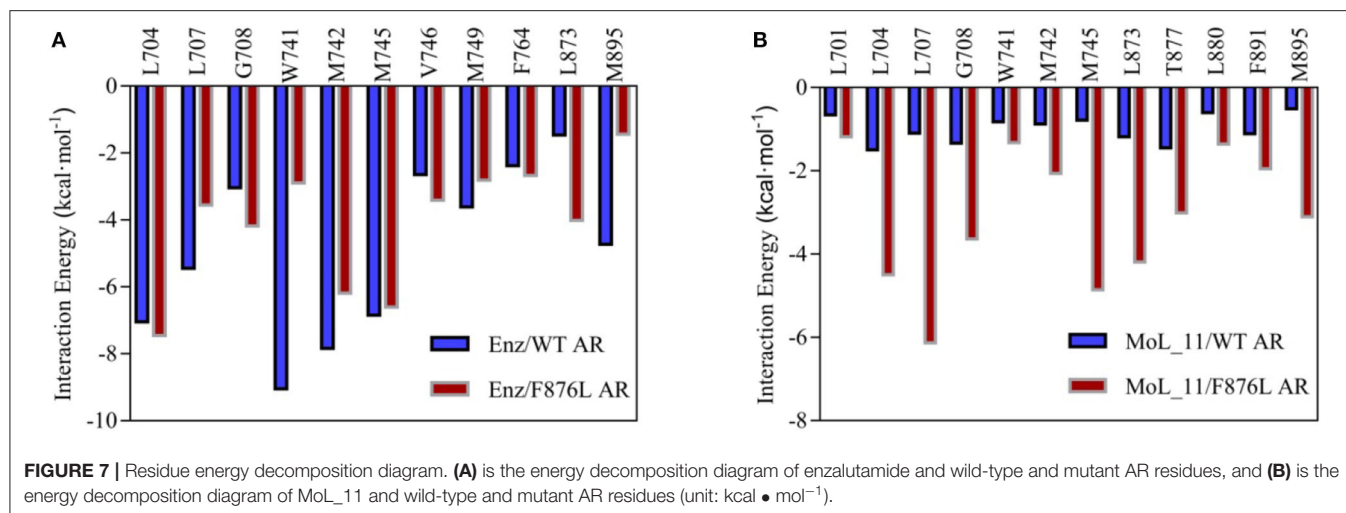 A
L704 L707 G708 W741 M742 M745 V746 M749 F764 L873 M895
0
-2
-4
-6
-8
-10
Interaction Energy (kcal·mol⁻¹)
Enz/WT AR
Enz/F876L AR
B
L701 L704 L707 G708 W741 M742 M745 L873 T877 L880 F891 M895
0
-2
-4
-6
-8
Interaction Energy (kcal·mol⁻¹)
MoL_11/WT AR
MoL_11/F876L AR
FIGURE 7 | Residue energy decomposition diagram. (A) is the energy decomposition diagram of enzalutamide and wild-type and mutant AR residues, and (B) is the
energy decomposition diagram of MoL_11 and wild-type and mutant AR residues (unit: kcal • mol⁻¹).